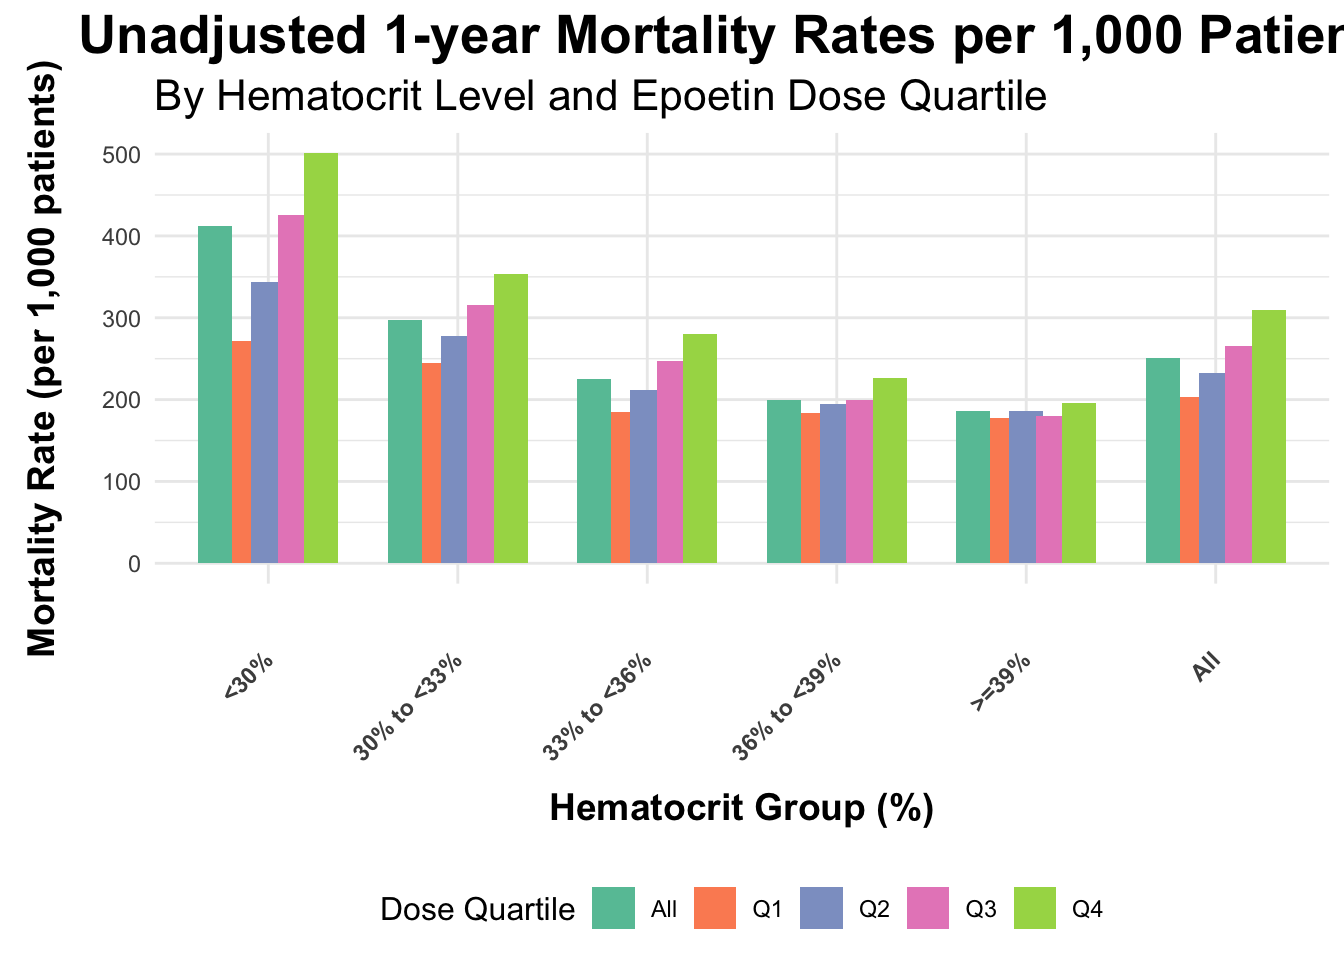 Unadjusted 1-year Mortality Rates per 1,000
By Hematocrit Level and Epoetin Dose Quartile
Mortality Rate (per 1,000 patients)
500
400
300
200
100
0
<30%
30% to <33%
33% to <36%
36% to <39%
>=39%
All
Hematocrit Group (%)
Dose Quartile All Q1 Q2 Q3 Q4